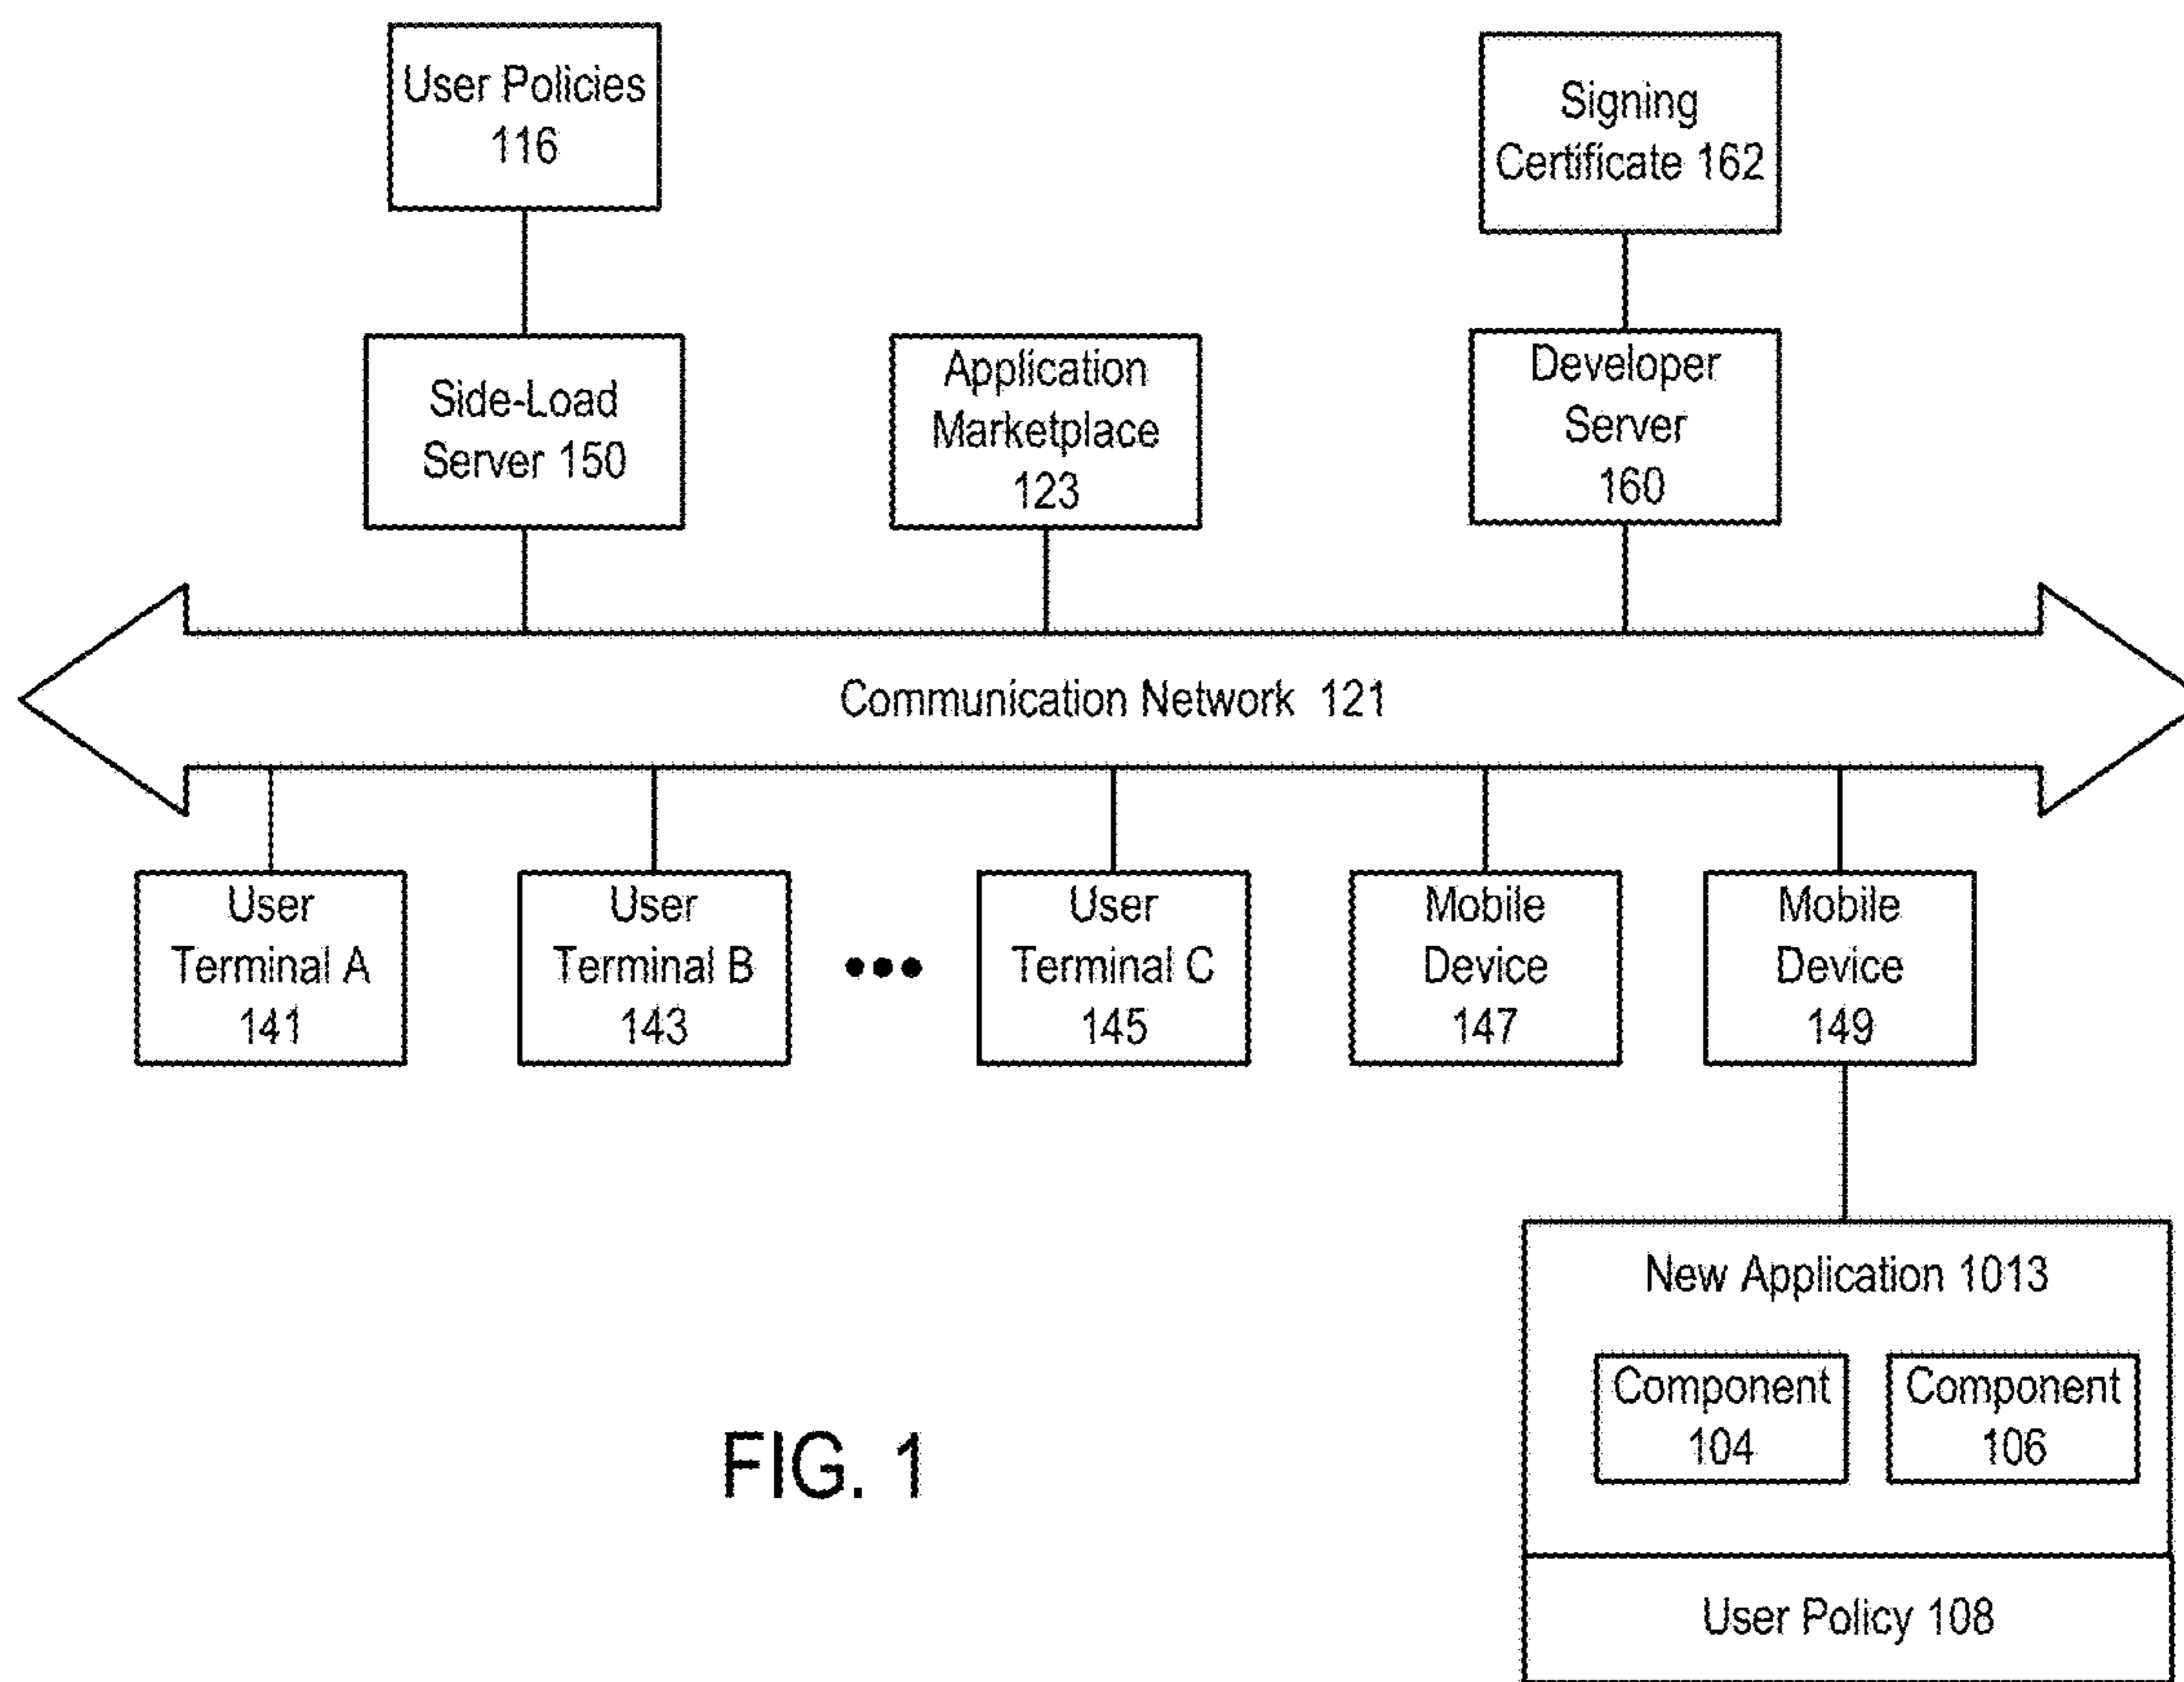 User Policies
116
Signing
Certificate 162
Side-Load
Server 150
Application
Marketplace
123
Developer
Server
160
Communication Network 121
User
Terminal A
141
User
Terminal B
143
•••
User
Terminal C
145
Mobile
Device
147
Mobile
Device
149
New Application 1013
Component
104
Component
106
User Policy 108
FIG. 1